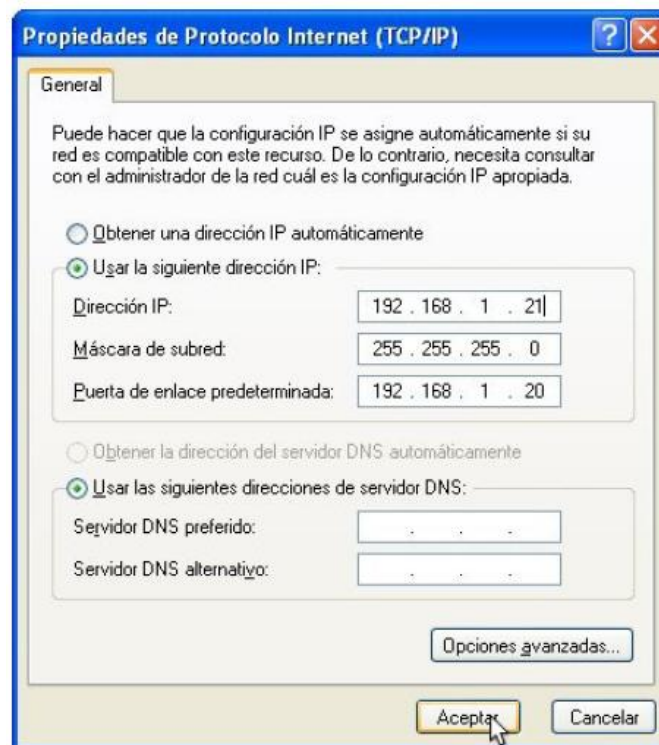 Propiedades de Protocolo Internet (TCP/IP)
General
Puede hacer que la configuración IP se asigne automáticamente si su
red es compatible con este recurso. De lo contrario, necesita consultar
con el administrador de la red cuál es la configuración IP apropiada.
Obtener una dirección IP automáticamente
Usar la siguiente dirección IP:
Dirección IP: 192 . 168 . 1 . 21
Máscara de subred: 255 . 255 . 255 . 0
Puerta de enlace predeterminada: 192 . 168 . 1 . 20
Obtener la dirección del servidor DNS automáticamente
Usar las siguientes direcciones de servidor DNS:
Servidor DNS preferido: . . .
Servidor DNS alternativo: . . .
Opciones avanzadas...
Aceptar Cancelar